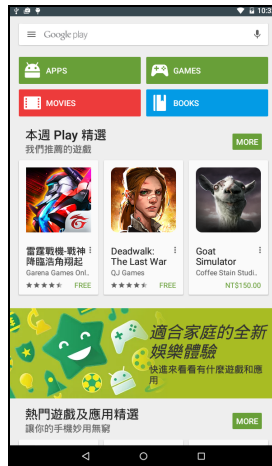 10:3
Google play
APPS
GAMES
MOVIES
BOOKS
本週 Play 精選
我們推薦的遊戲
MORE
雷霆戰機-戰神
降臨浩角翔起
Garena Games Onl..
FREE
Deadwalk:
The Last War
QJ Games
FREE
Goat
Simulator
Coffee Stain Studi..
NT$150.00
適合家庭的全新
娛樂體驗
快進來看看有什麼遊戲和應
用
熱門遊戲及應用精選
讓你的手機妙用無窮
MORE